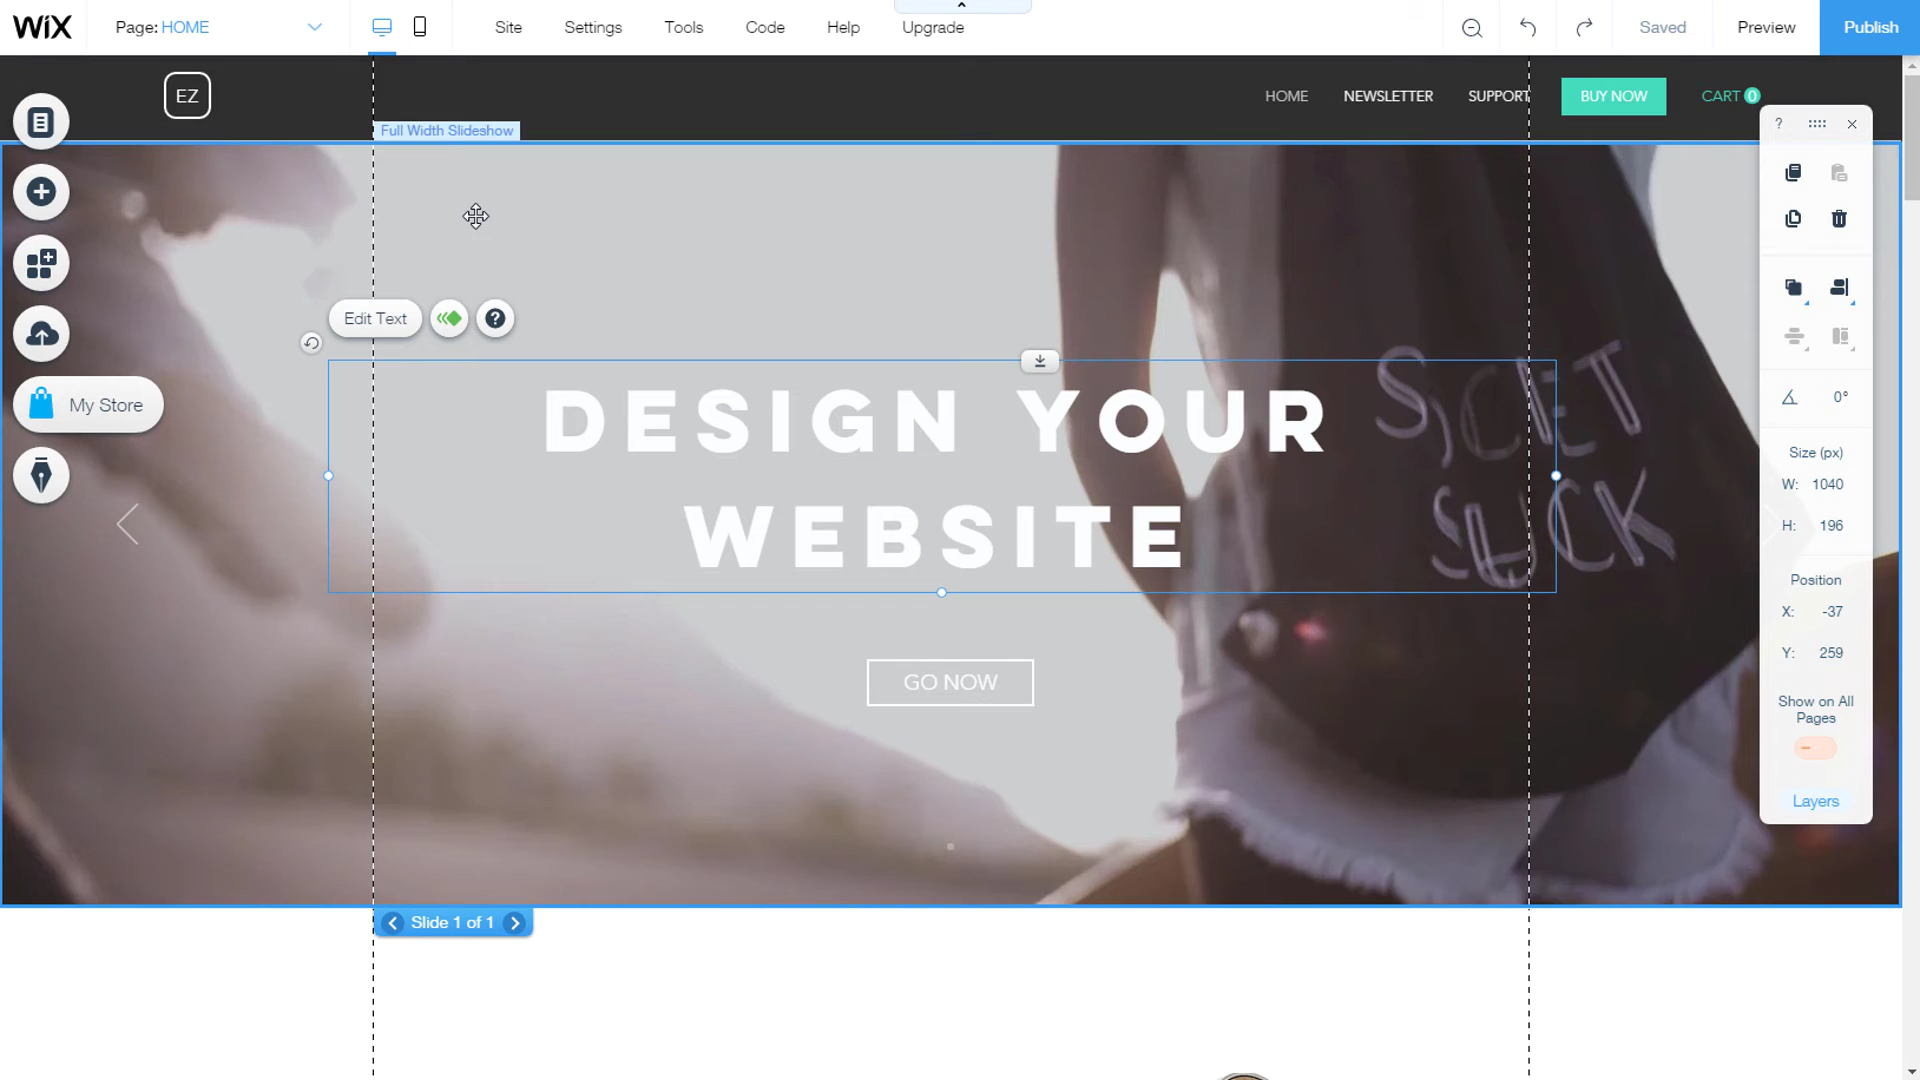 WiX
Page: HOME
Site
Settings
Tools
Code
Help
Upgrade
Saved
Preview
Publish
EZ
HOME
NEWSLETTER
SUPPORT
BUY NOW
CART 0
Full Width Slideshow
?
Edit Text
?
My Store
DESIGN YOUR
WEBSITE
GO NOW
0°
Size (px)
W: 1040
H: 196
Position
X: -37
Y: 259
Show on All
Pages
Layers
Slide 1 of 1